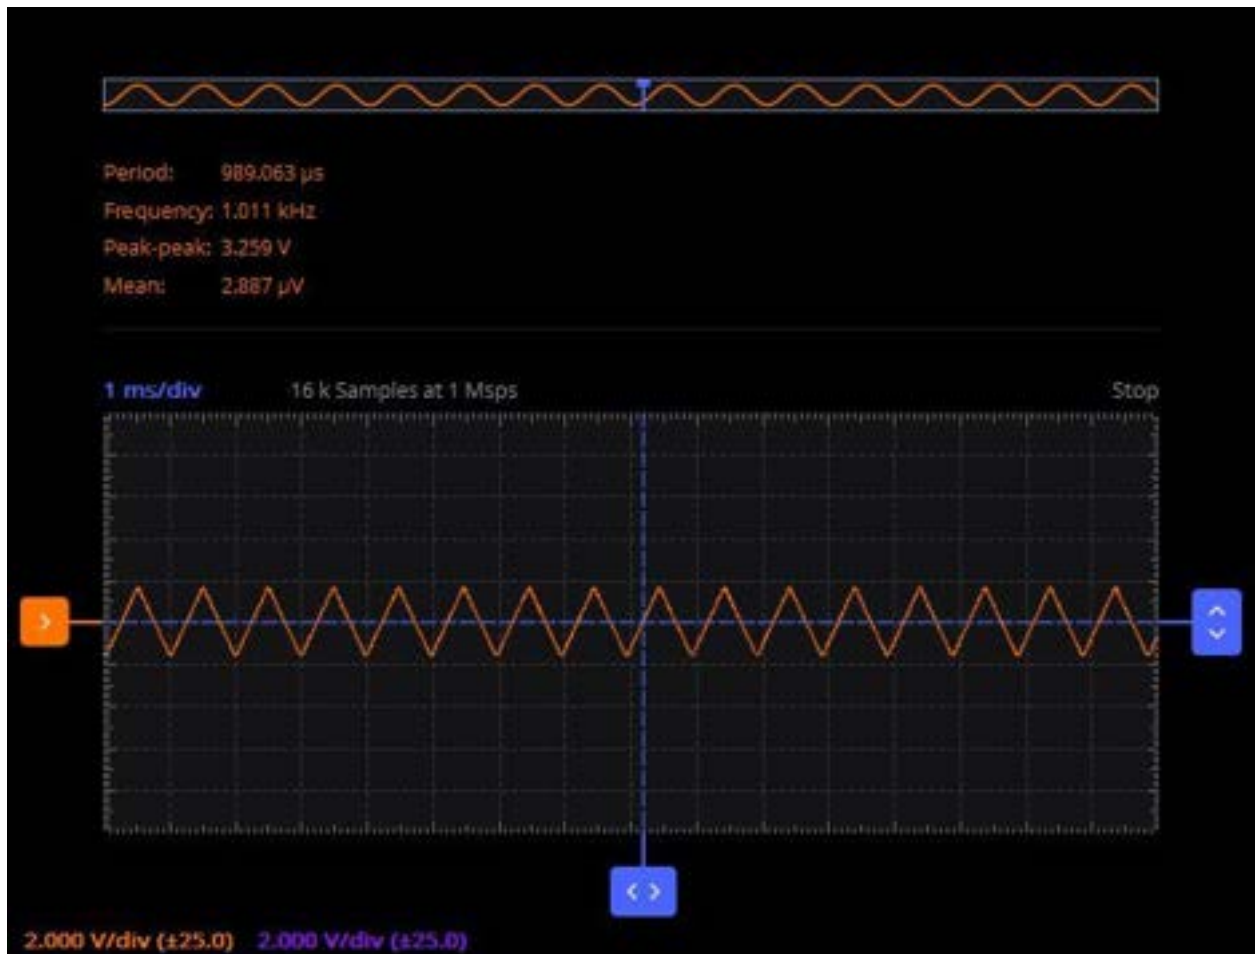 Period: 989.063 µs
Frequency: 1.011 kHz
Peak-peak: 3.259 V
Mean: 2.887 µV
1 ms/div 16 k Samples at 1 Msps Stop
2.000 V/div (±25.0) 2.000 V/div (±25.0)